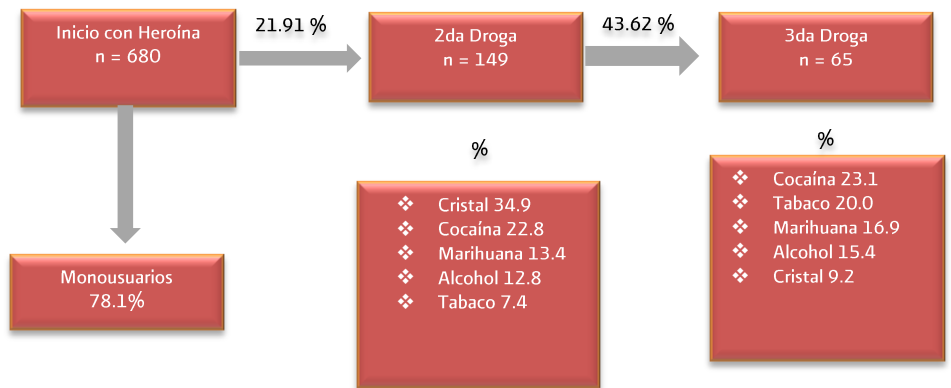 Inicio con Heroína
n = 680
21.91 %
2da Droga
n = 149
43.62 %
3da Droga
n = 65
Monousuarios
78.1%
%
❖ Cristal 34.9
❖ Cocaína 22.8
❖ Marihuana 13.4
❖ Alcohol 12.8
❖ Tabaco 7.4
%
❖ Cocaína 23.1
❖ Tabaco 20.0
❖ Marihuana 16.9
❖ Alcohol 15.4
❖ Cristal 9.2